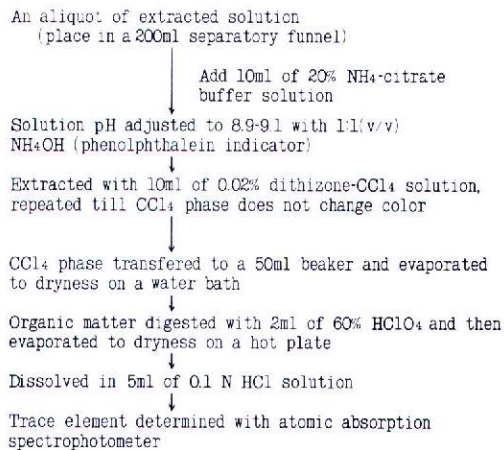 An aliquot of extracted solution
(place in a 200ml separatory funnel)
Add 10ml of 20% NH₄-citrate
buffer solution
Solution pH adjusted to 8.9-9.1 with 1:1(v/v)
NH₄OH (phenolphthalein indicator)
Extracted with 10ml of 0.02% dithizone-CCl₄ solution,
repeated till CCl₄ phase does not change color
CCl₄ phase transfered to a 50ml beaker and evaporated
to dryness on a water bath
Organic matter digested with 2ml of 60% HClO₄ and then
evaporated to dryness on a hot plate
Dissolved in 5ml of 0.1 N HCl solution
Trace element determined with atomic absorption
spectrophotometer